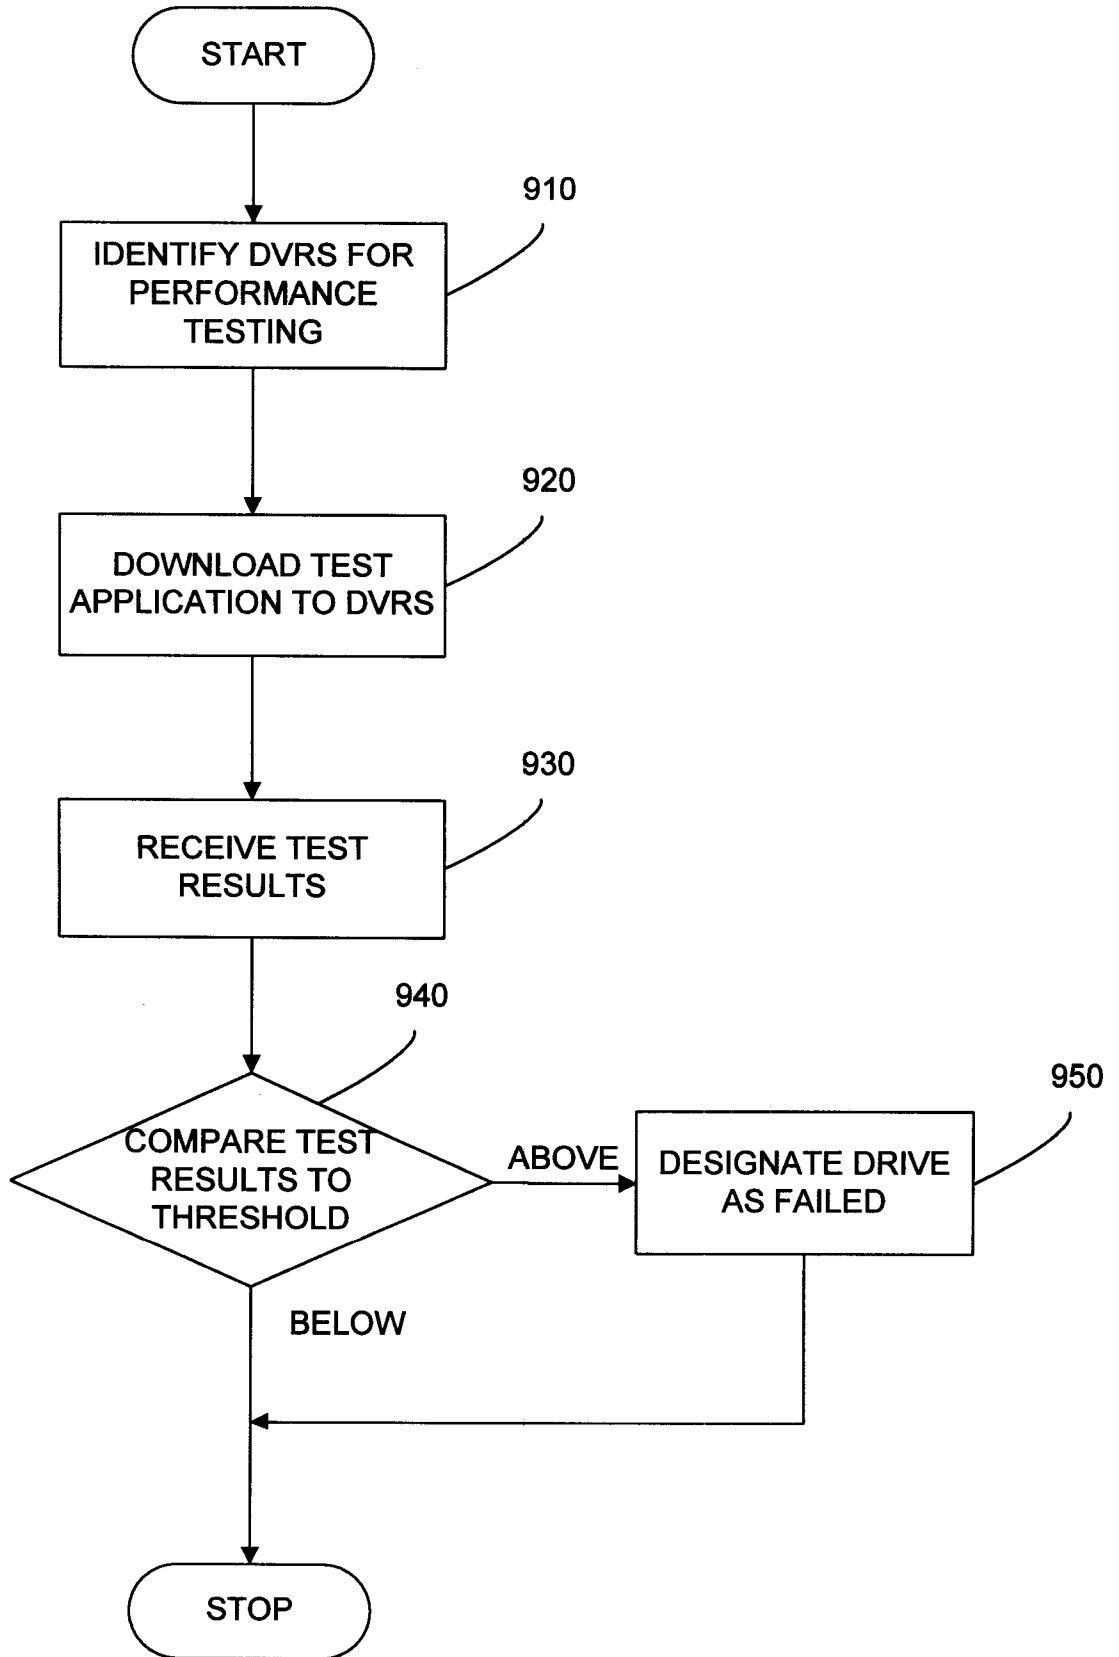 START
910
IDENTIFY DVRS FOR
PERFORMANCE
TESTING
920
DOWNLOAD TEST
APPLICATION TO DVRS
930
RECEIVE TEST
RESULTS
940
COMPARE TEST
RESULTS TO
THRESHOLD
ABOVE
950
DESIGNATE DRIVE
AS FAILED
BELOW
STOP